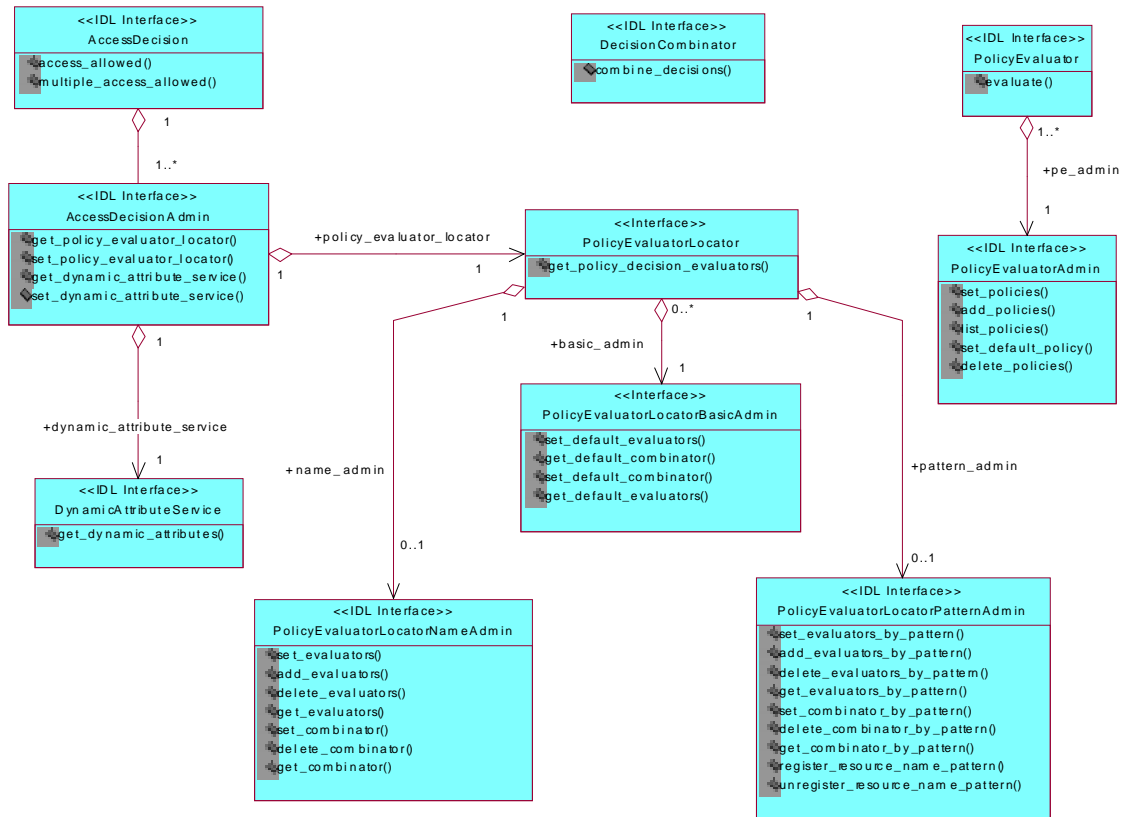 <<IDL Interface>>
AccessDecision
access_allowed()
multiple_access_allowed()
<<IDL Interface>>
DecisionCombinator
combine_decisions()
<<IDL Interface>>
PolicyEvaluator
evaluate()
1
1..*
1..*
+pe_admin
1
<<IDL Interface>>
AccessDecisionAdmin
get_policy_evaluator_locator()
set_policy_evaluator_locator()
get_dynamic_attribute_service()
set_dynamic_attribute_service()
1
+policy_evaluator_locator
1
<<Interface>>
PolicyEvaluatorLocator
get_policy_decision_evaluators()
<<IDL Interface>>
PolicyEvaluatorAdmin
set_policies()
add_policies()
list_policies()
set_default_policy()
delete_policies()
1
1
0..*
1
+basic_admin
1
<<Interface>>
PolicyEvaluatorLocatorBasicAdmin
set_default_evaluators()
get_default_combinator()
set_default_combinator()
get_default_evaluators()
+dynamic_attribute_service
1
+name_admin
+pattern_admin
<<IDL Interface>>
DynamicAttributeService
get_dynamic_attributes()
0..1
0..1
<<IDL Interface>>
PolicyEvaluatorLocatorNameAdmin
set_evaluators()
add_evaluators()
delete_evaluators()
get_evaluators()
set_combinator()
delete_combinator()
get_combinator()
<<IDL Interface>>
PolicyEvaluatorLocatorPatternAdmin
set_evaluators_by_pattern()
add_evaluators_by_pattern()
delete_evaluators_by_pattern()
get_evaluators_by_pattern()
set_combinator_by_pattern()
delete_combinator_by_pattern()
get_combinator_by_pattern()
register_resource_name_pattern()
unregister_resource_name_pattern()